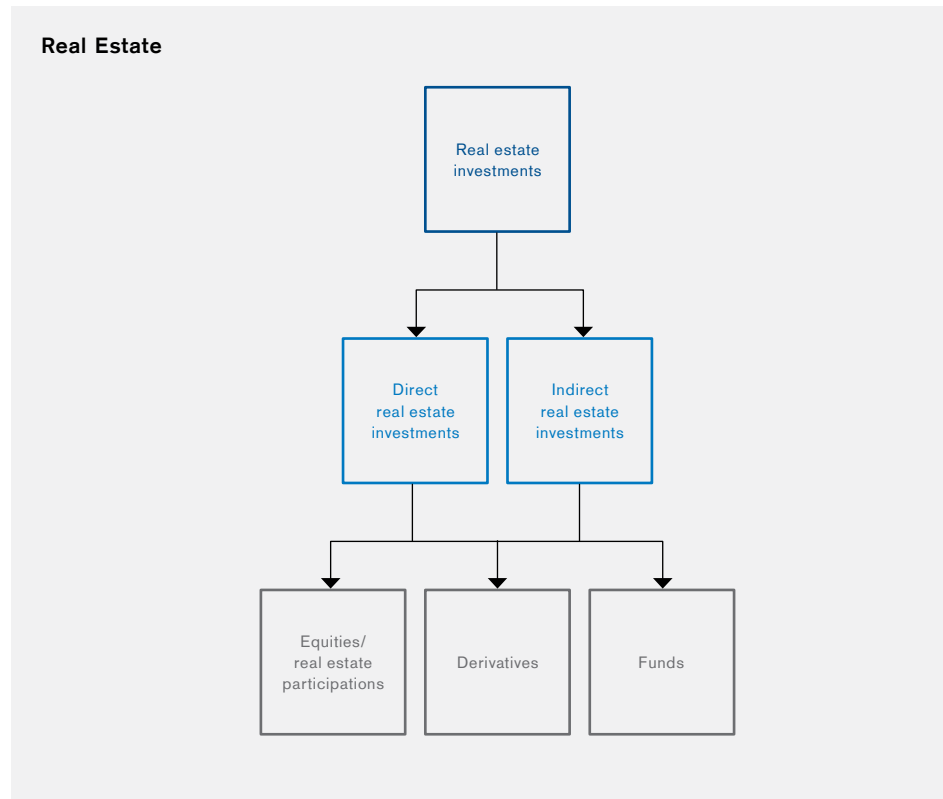 Real Estate
Real estate
investments
Direct
real estate
investments
Indirect
real estate
investments
Equities/
real estate
participations
Derivatives
Funds